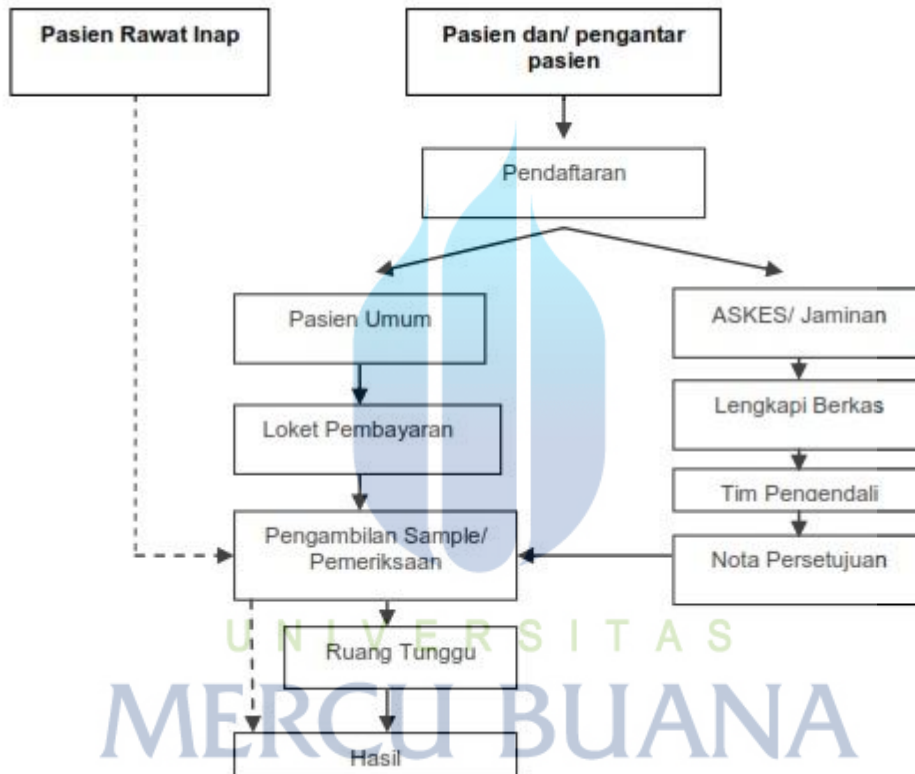 Pasien Rawat Inap
Pasien dan/ pengantar
pasien
Pendaftaran
Pasien Umum
ASKES/ Jaminan
Loket Pembayaran
Lengkapi Berkas
Tim Pengendali
Pengambilan Sample/
Pemeriksaan
Nota Persetujuan
UNIVERSITAS
Ruang Tunggu
MERCU BUANA
Hasil